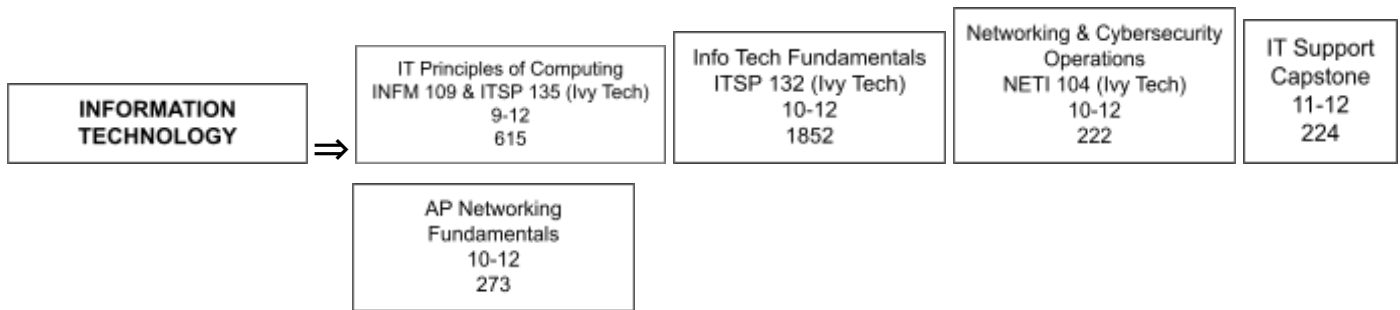 INFORMATION
TECHNOLOGY
⇒
IT Principles of Computing
INFM 109 & ITSP 135 (Ivy Tech)
9-12
615
Info Tech Fundamentals
ITSP 132 (Ivy Tech)
10-12
1852
Networking & Cybersecurity
Operations
NETI 104 (Ivy Tech)
10-12
222
IT Support
Capstone
11-12
224
AP Networking
Fundamentals
10-12
273